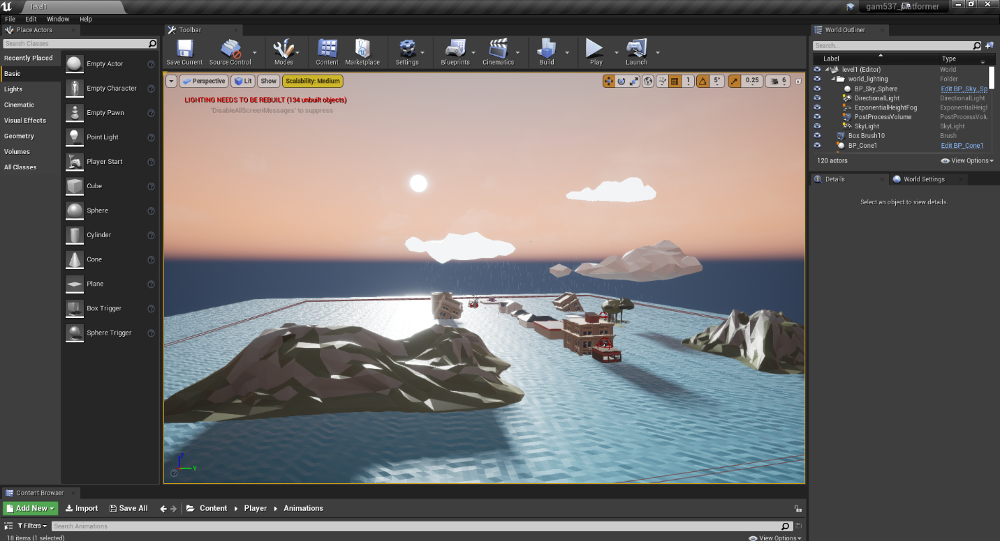 level1
gam537_platformer
File Edit Window Help
Place Actors
Search Classes
Recently Placed
Basic
Lights
Cinematic
Visual Effects
Geometry
Volumes
All Classes
Empty Actor
Empty Character
Empty Pawn
Point Light
Player Start
Cube
Sphere
Cylinder
Cone
Plane
Box Trigger
Sphere Trigger
Toolbar
Save Current Source Control Modes Content Marketplace Settings Blueprints Cinematics Build Play Launch
Perspective Lit Show Scalability: Medium
1 5° 0.25 6
LIGHTING NEEDS TO BE REBUILT (134 unbuilt objects)
'DisableAllScreenMessages' to suppress
Z
Y
World Outliner
Search...
Label Type
level1 (Editor) World
world_lighting Folder
BP_Sky_Sphere Edit BP_Sky_Sp
DirectionalLight DirectionalLight
ExponentialHeightFog ExponentialHeigh
PostProcessVolume PostProcessVolu
SkyLight SkyLight
Box Brush10 Brush
BP_Cone1 Edit BP_Cone1
120 actors View Options
Details World Settings
Select an object to view details.
Content Browser
Add New Import Save All Content Player Animations
Filters Search Animations
18 items (1 selected) View Options